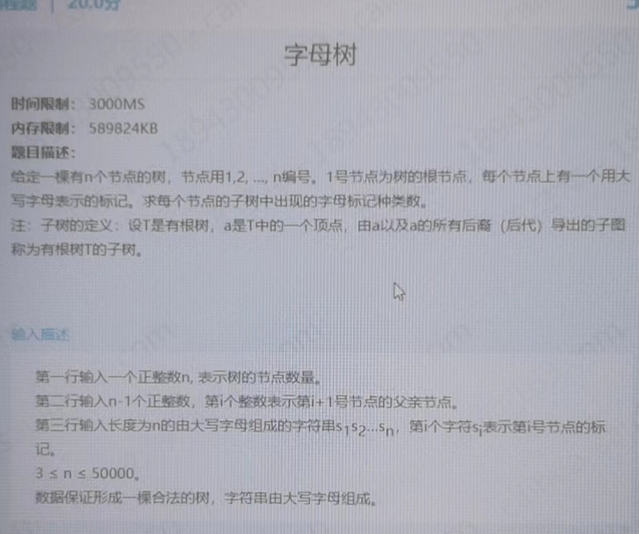 20.0分
字母树
时间限制： 3000MS
内存限制： 589824KB
题目描述：
给定一棵有n个节点的树，节点用1,2, ..., n编号。1号节点为树的根节点，每个节点上有一个用大
写字母表示的标记。求每个节点的子树中出现的字母标记种类数。
注：子树的定义：设T是有根树，a是T中的一个顶点，由a以及a的所有后裔（后代）导出的子图
称为有根树T的子树。
输入描述
第一行输入一个正整数n, 表示树的节点数量。
第二行输入n-1个正整数，第i个整数表示第i+1号节点的父亲节点。
第三行输入长度为n的由大写字母组成的字符串s1s2...sn，第i个字符si表示第i号节点的标
记。
3 ≤ n ≤ 50000。
数据保证形成一棵合法的树，字符串由大写字母组成。